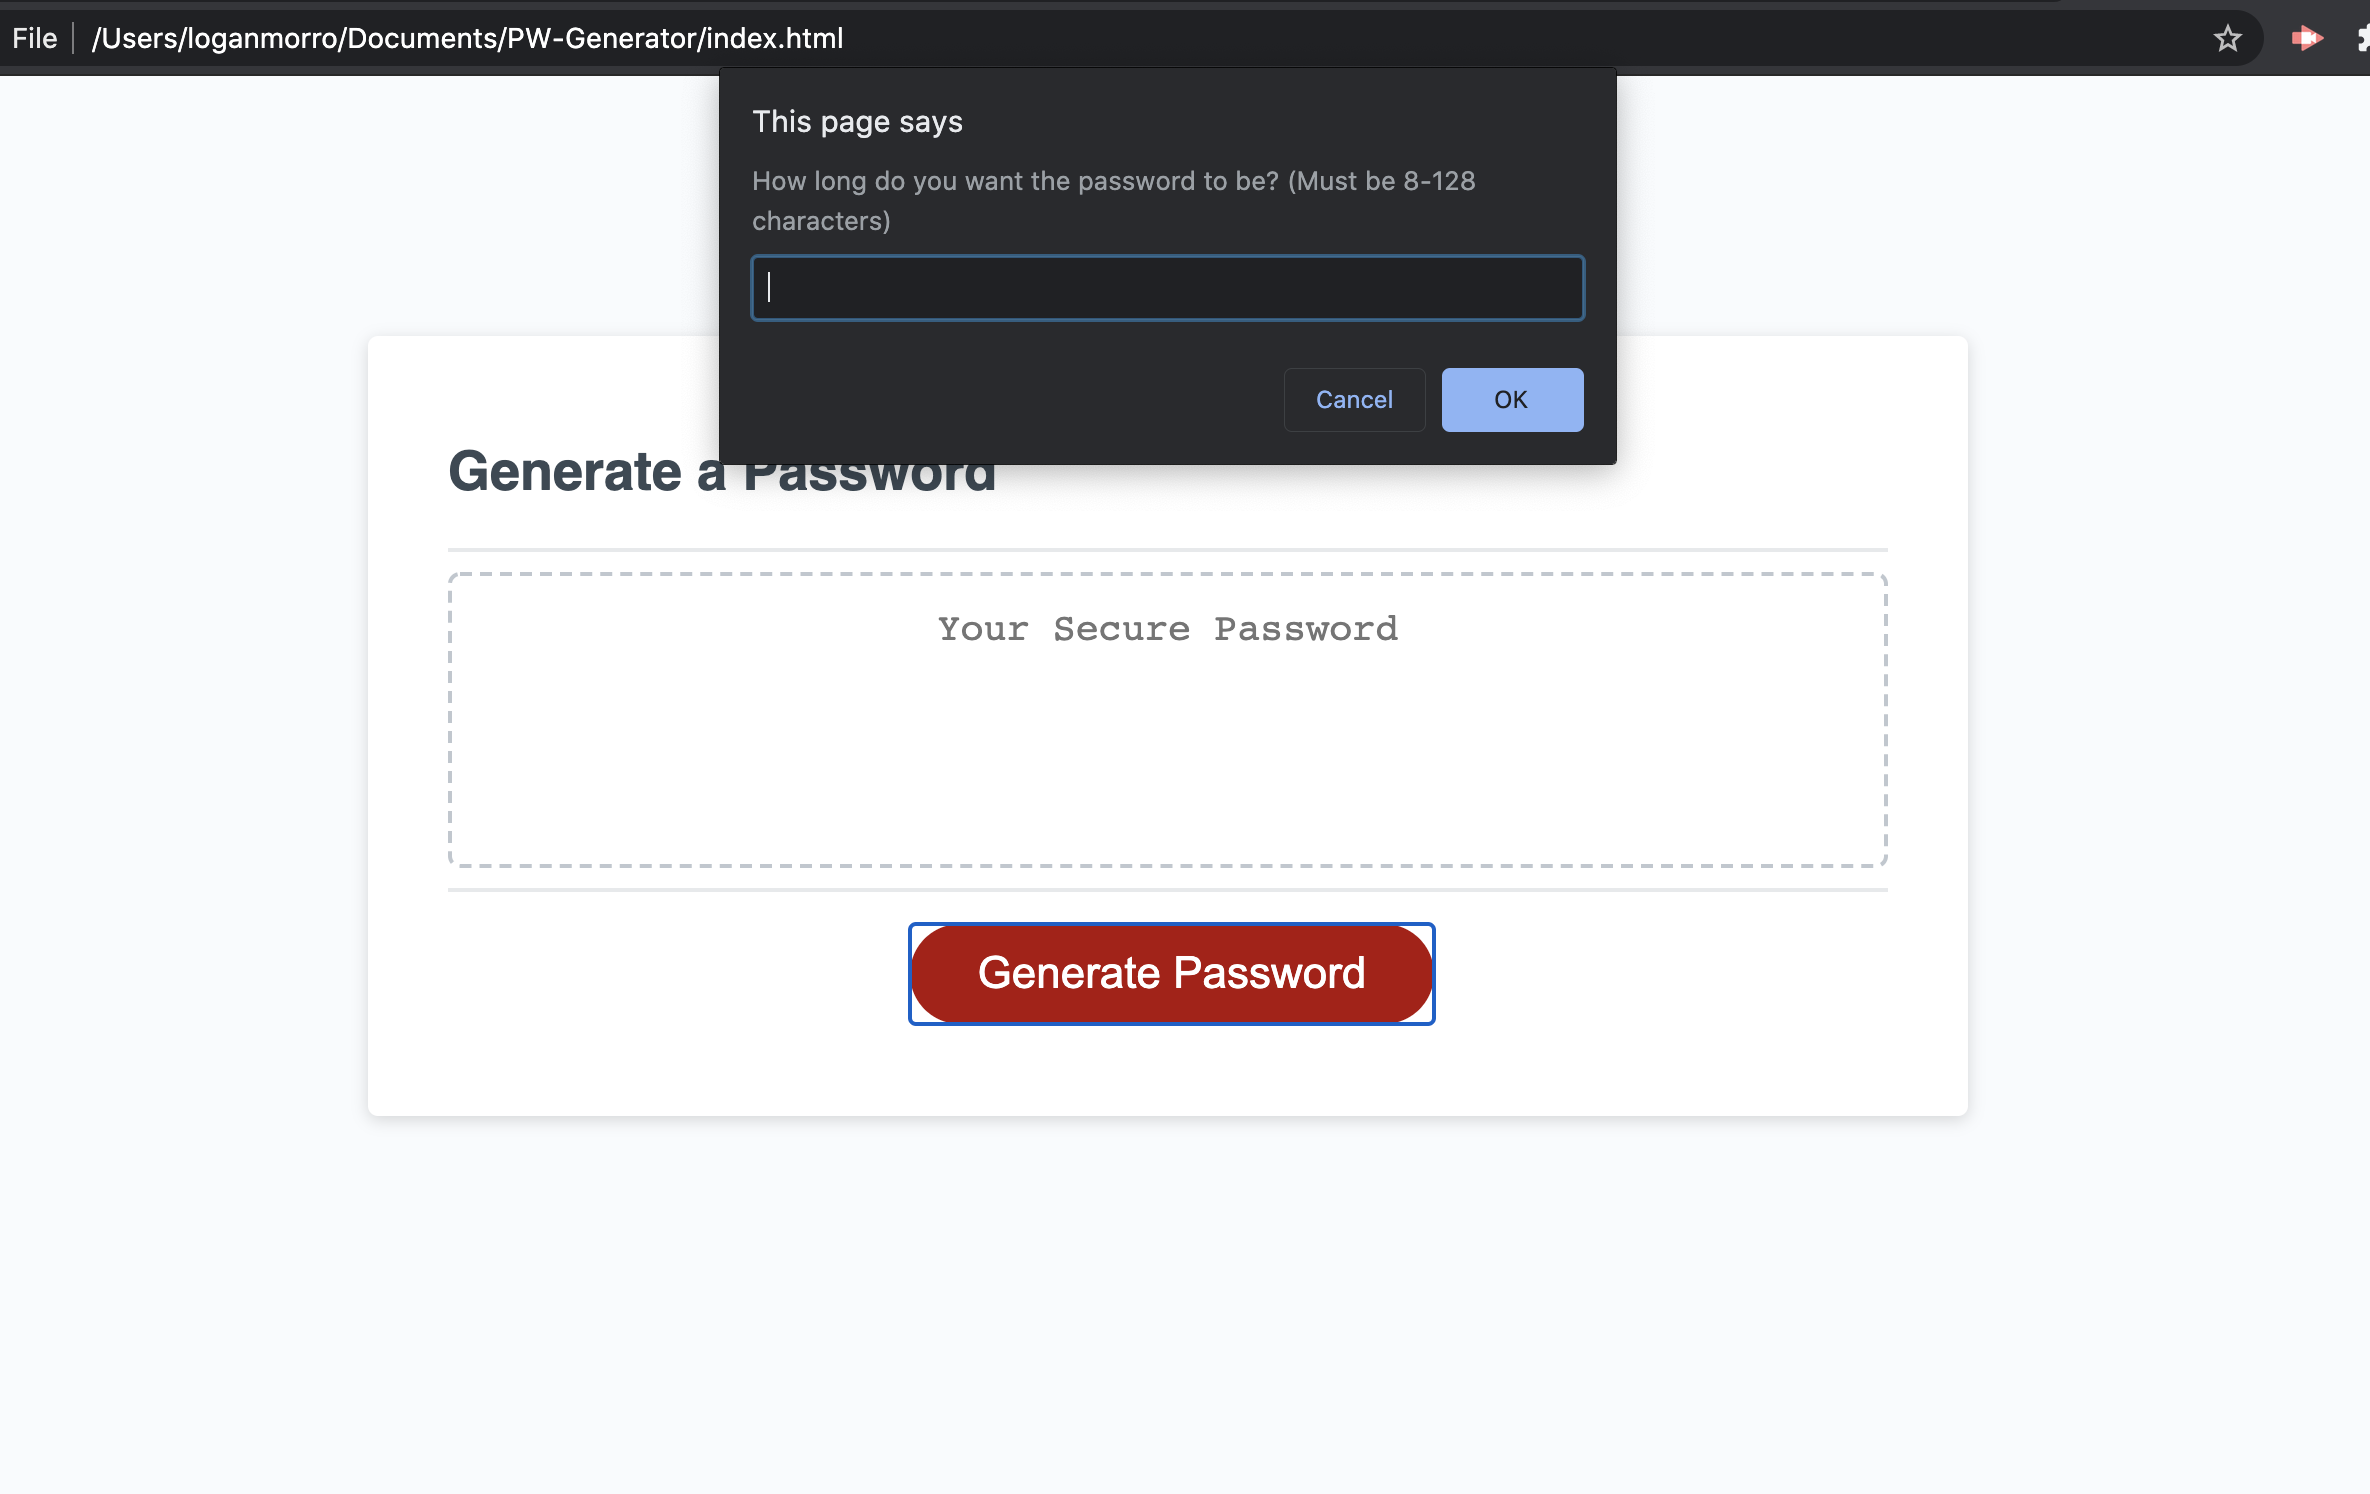 File
/Users/loganmorro/Documents/PW-Generator/index.html
This page says
How long do you want the password to be? (Must be 8-128
characters)
Cancel
OK
Generate a Password
Your Secure Password
Generate Password